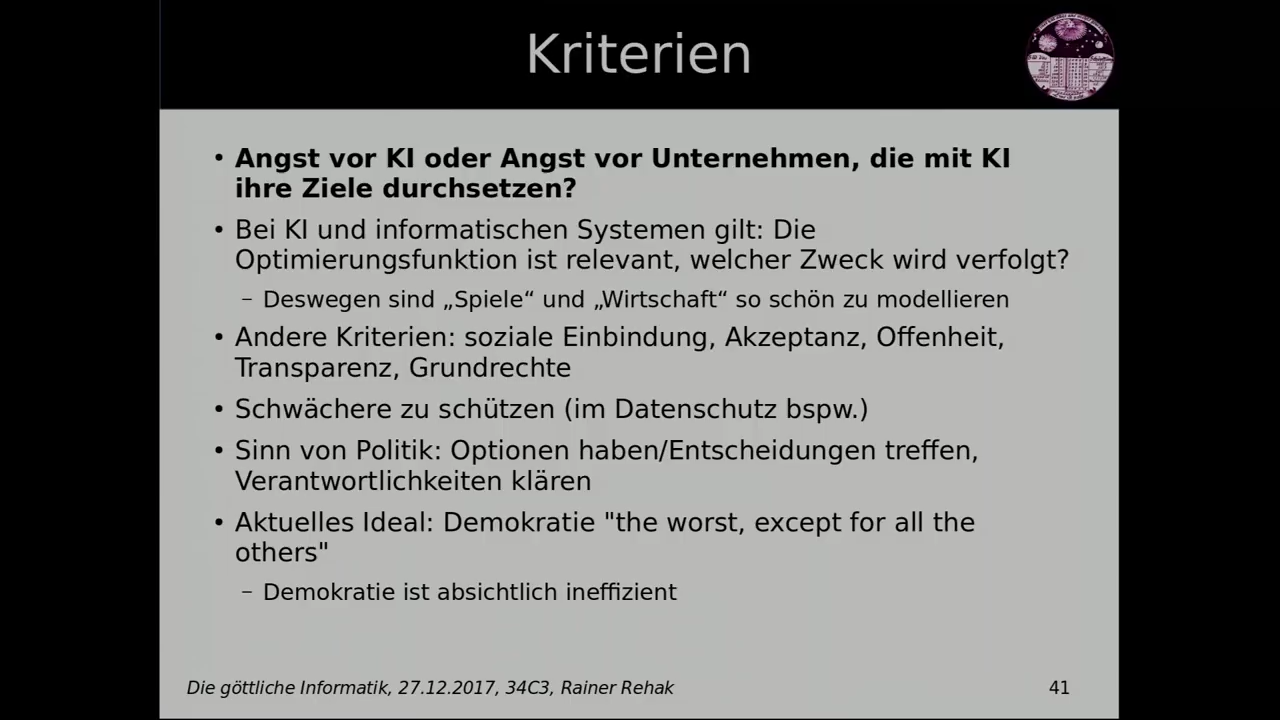 Kriterien
• Angst vor KI oder Angst vor Unternehmen, die mit KI
ihre Ziele durchsetzen?
• Bei KI und informatischen Systemen gilt: Die
Optimierungsfunktion ist relevant, welcher Zweck wird verfolgt?
– Deswegen sind „Spiele“ und „Wirtschaft“ so schön zu modellieren
• Andere Kriterien: soziale Einbindung, Akzeptanz, Offenheit,
Transparenz, Grundrechte
• Schwächere zu schützen (im Datenschutz bspw.)
• Sinn von Politik: Optionen haben/Entscheidungen treffen,
Verantwortlichkeiten klären
• Aktuelles Ideal: Demokratie "the worst, except for all the
others"
– Demokratie ist absichtlich ineffizient
Die göttliche Informatik, 27.12.2017, 34C3, Rainer Rehak
41